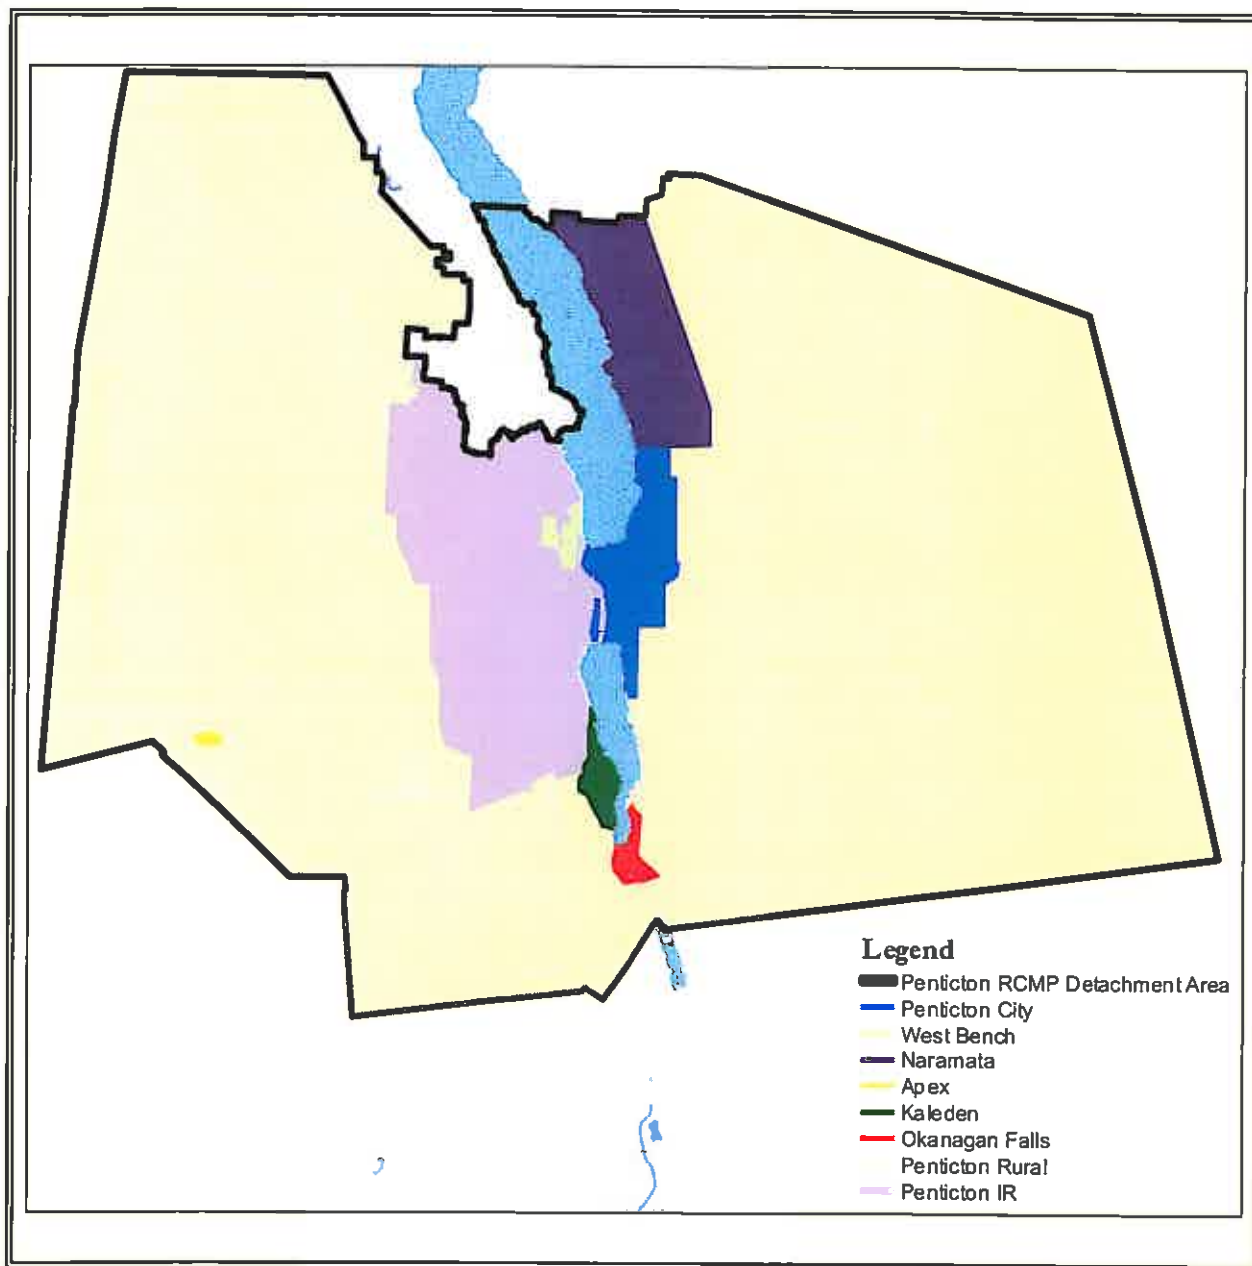 Legend
Penticton RCMP Detachment Area
Penticton City
West Bench
Naramata
Apex
Kaleden
Okanagan Falls
Penticton Rural
Penticton IR